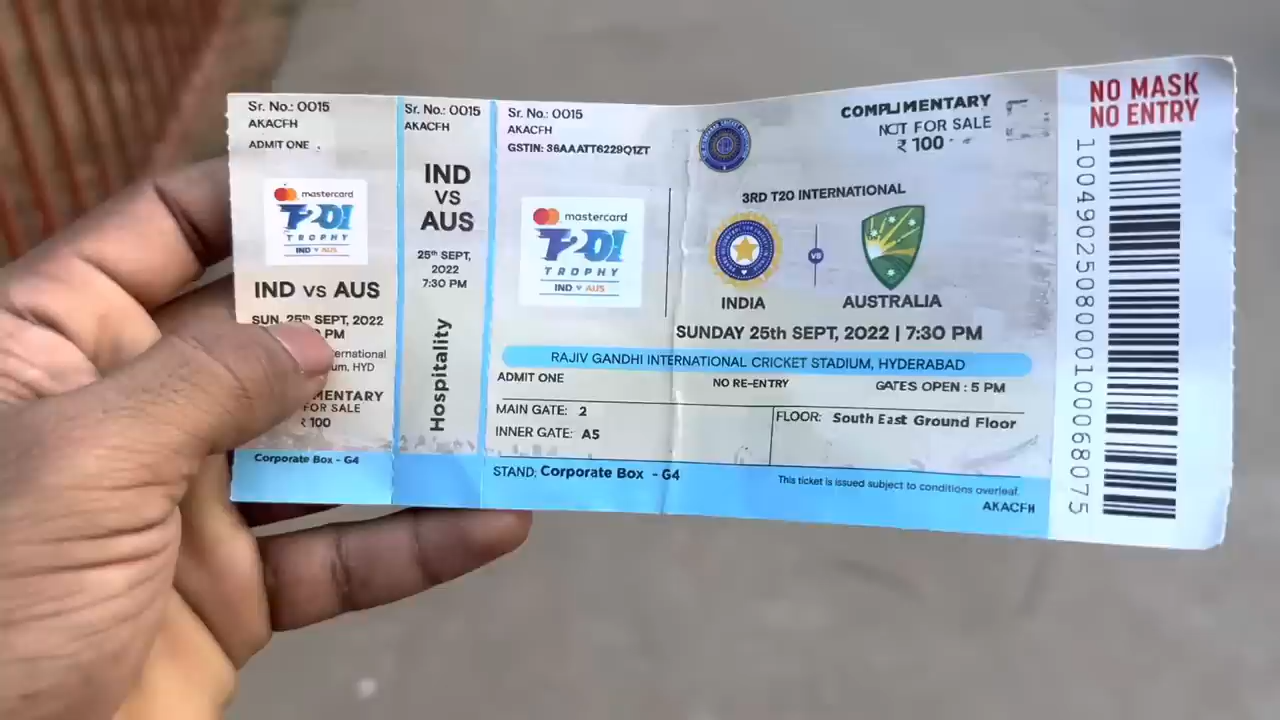 Sr. No.: 0015
AKACFH
ADMIT ONE
mastercard
T20I
TROPHY
IND v AUS
IND VS AUS
SUN, 25th SEPT, 2022
PM
ernational
um, HYD
MENTARY
FOR SALE
₹ 100
Corporate Box - G4
Sr. No.: 0015
AKACFH
IND
VS
AUS
25th SEPT,
2022
7:30 PM
Hospitality
Sr. No.: 0015
AKACFH
GSTIN: 36AAATT6229Q1ZT
mastercard
T20I
TROPHY
IND v AUS
COMPLIMENTARY
NOT FOR SALE
₹ 100
3RD T20 INTERNATIONAL
VS
INDIA
AUSTRALIA
SUNDAY 25th SEPT, 2022 | 7:30 PM
RAJIV GANDHI INTERNATIONAL CRICKET STADIUM, HYDERABAD
ADMIT ONE
NO RE-ENTRY
GATES OPEN : 5 PM
MAIN GATE: 2
INNER GATE: A5
FLOOR: South East Ground Floor
STAND: Corporate Box - G4
This ticket is issued subject to conditions overleaf.
AKACFH
NO MASK
NO ENTRY
1004902508000100068075